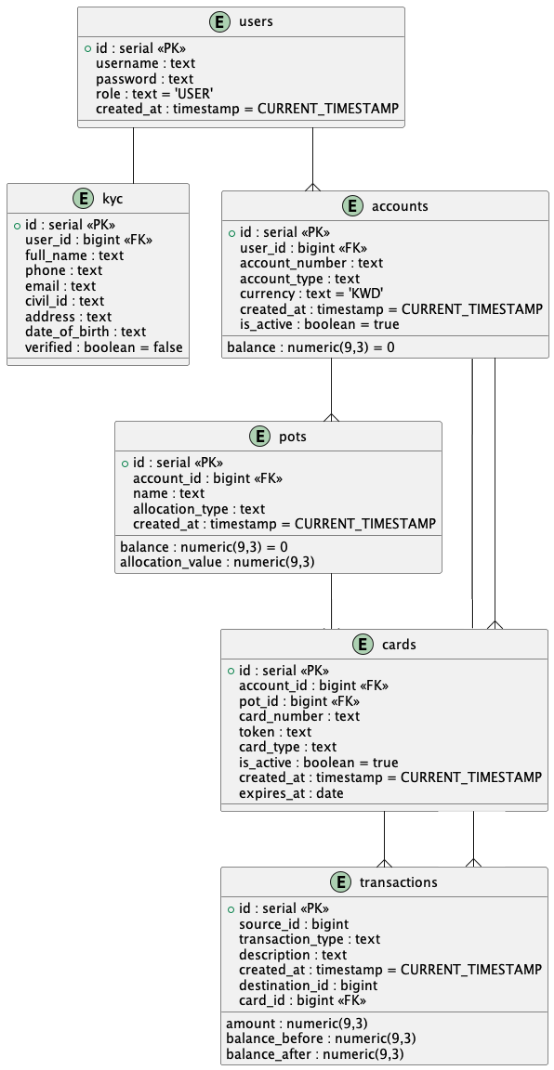 E users
id : serial «PK»
username : text
password : text
role : text = 'USER'
created_at : timestamp = CURRENT_TIMESTAMP
E kyc
id : serial «PK»
user_id : bigint «FK»
full_name : text
phone : text
email : text
civil_id : text
address : text
date_of_birth : text
verified : boolean = false
E accounts
id : serial «PK»
user_id : bigint «FK»
account_number : text
account_type : text
currency : text = 'KWD'
created_at : timestamp = CURRENT_TIMESTAMP
is_active : boolean = true
balance : numeric(9,3) = 0
E pots
id : serial «PK»
account_id : bigint «FK»
name : text
allocation_type : text
created_at : timestamp = CURRENT_TIMESTAMP
balance : numeric(9,3) = 0
allocation_value : numeric(9,3)
E cards
id : serial «PK»
account_id : bigint «FK»
pot_id : bigint «FK»
card_number : text
token : text
card_type : text
is_active : boolean = true
created_at : timestamp = CURRENT_TIMESTAMP
expires_at : date
E transactions
id : serial «PK»
source_id : bigint
transaction_type : text
description : text
created_at : timestamp = CURRENT_TIMESTAMP
destination_id : bigint
card_id : bigint «FK»
amount : numeric(9,3)
balance_before : numeric(9,3)
balance_after : numeric(9,3)